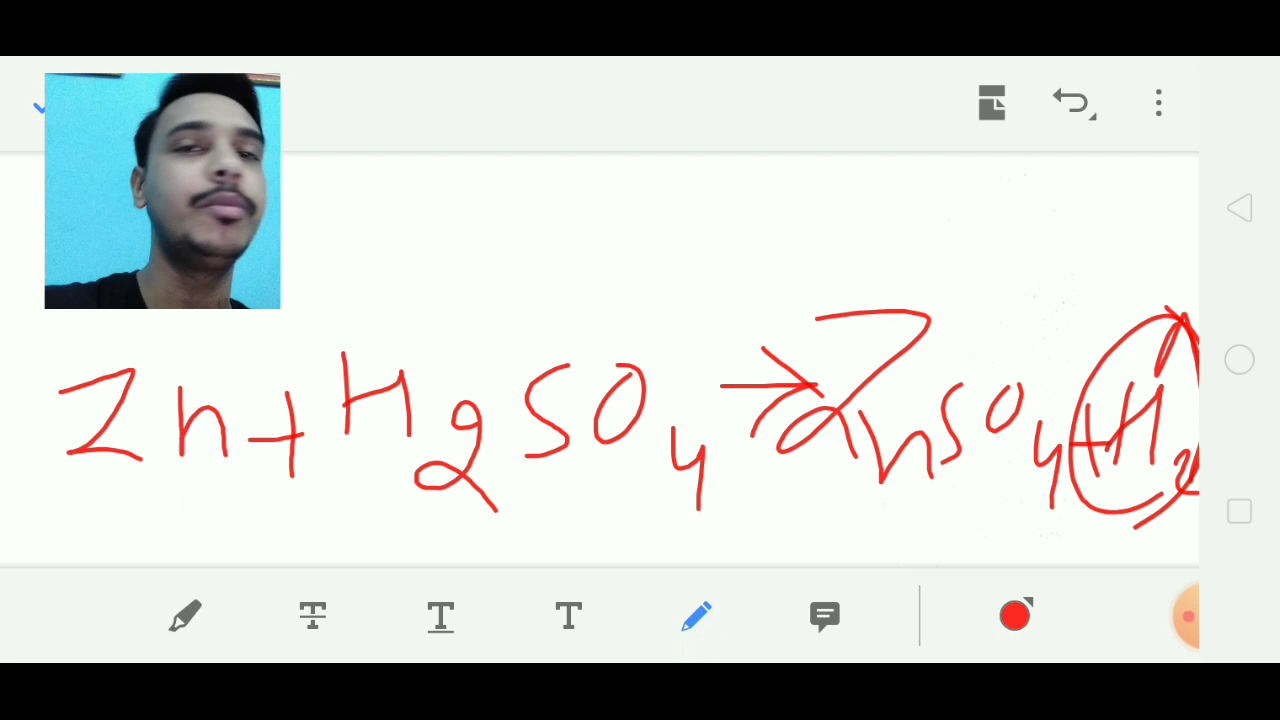 Zn + H2SO4 → ZnSO4 + H2↑